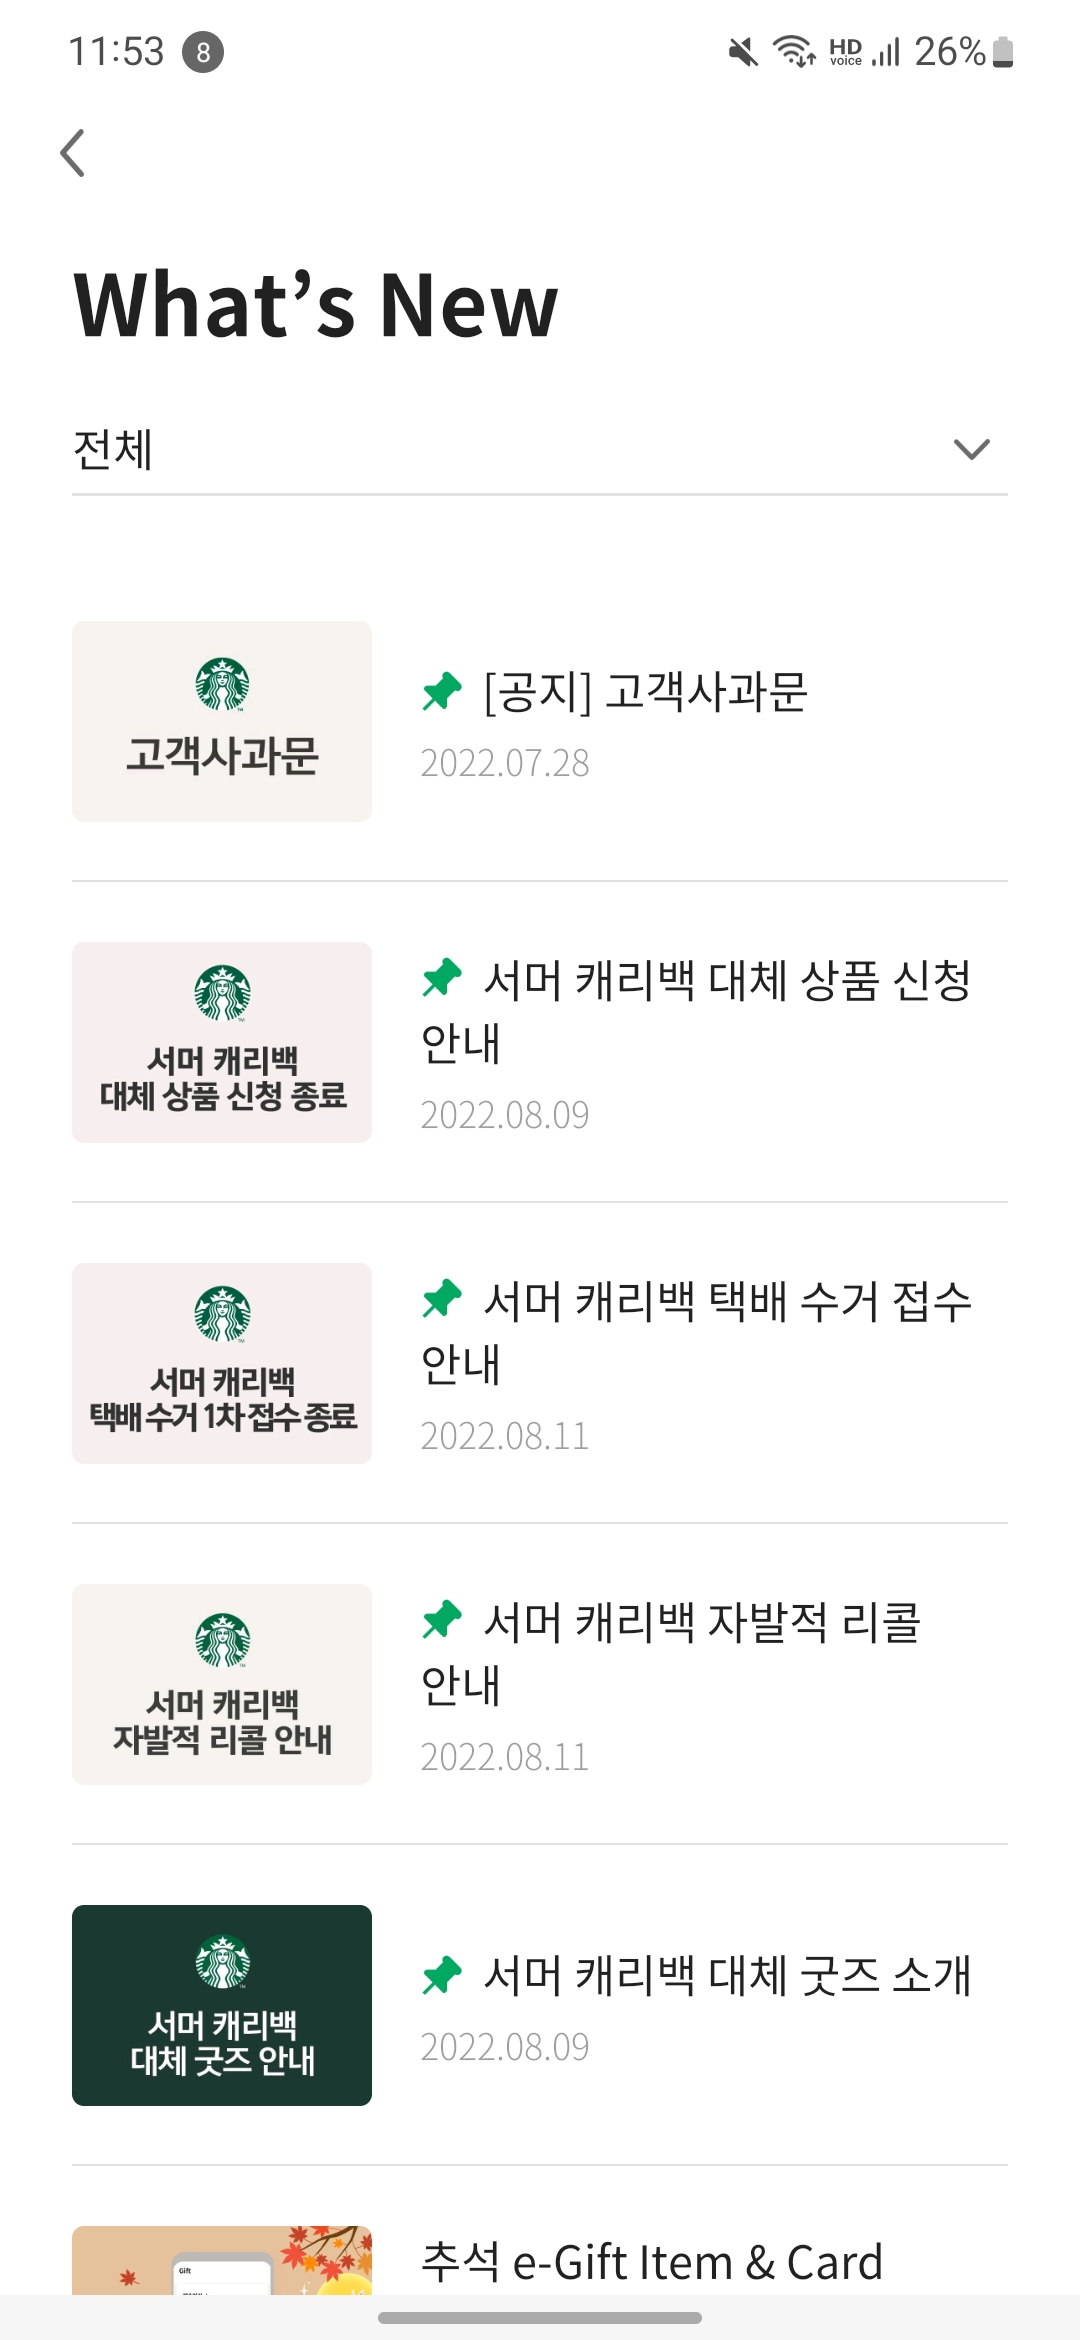 11:53 8 HD voice 26%
What's New
전체
고객사과문
[공지] 고객사과문
2022.07.28
서머 캐리백
대체 상품 신청 종료
서머 캐리백 대체 상품 신청
안내
2022.08.09
서머 캐리백
택배 수거 1차 접수 종료
서머 캐리백 택배 수거 접수
안내
2022.08.11
서머 캐리백
자발적 리콜 안내
서머 캐리백 자발적 리콜
안내
2022.08.11
서머 캐리백
대체 굿즈 안내
서머 캐리백 대체 굿즈 소개
2022.08.09
Gift
추석 e-Gift Item & Card